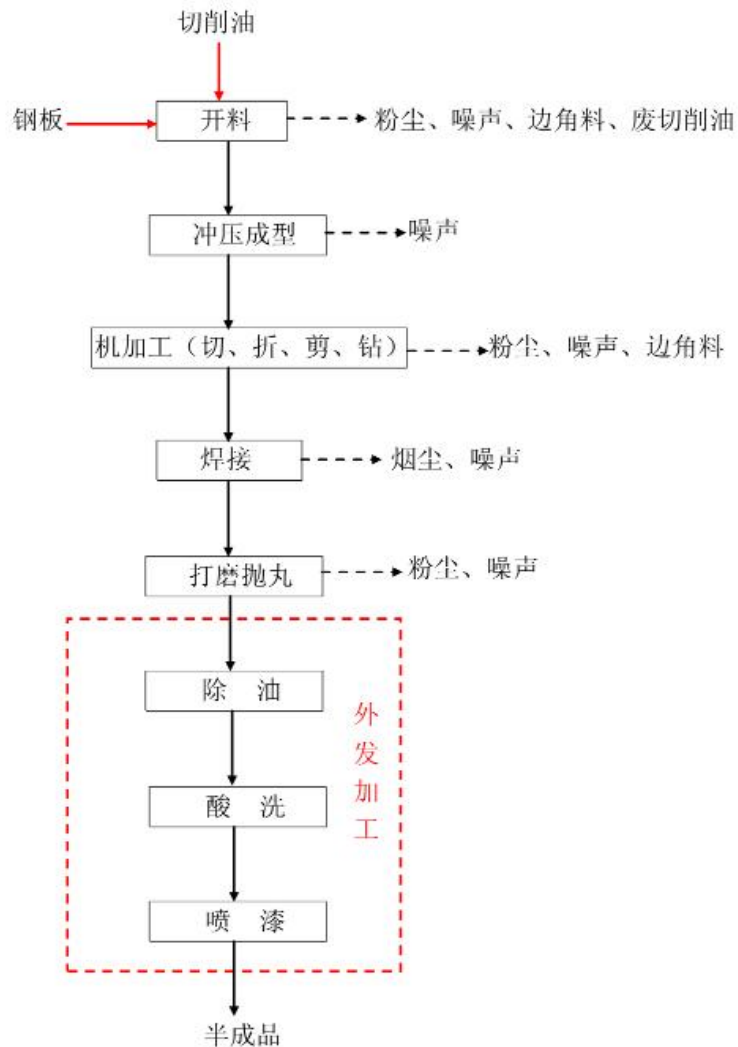 切削油
钢板
开料
粉尘、噪声、边角料、废切削油
冲压成型
噪声
机加工（切、折、剪、钻）
粉尘、噪声、边角料
焊接
烟尘、噪声
打磨抛丸
粉尘、噪声
除 油
外发加工
酸 洗
喷 漆
半成品